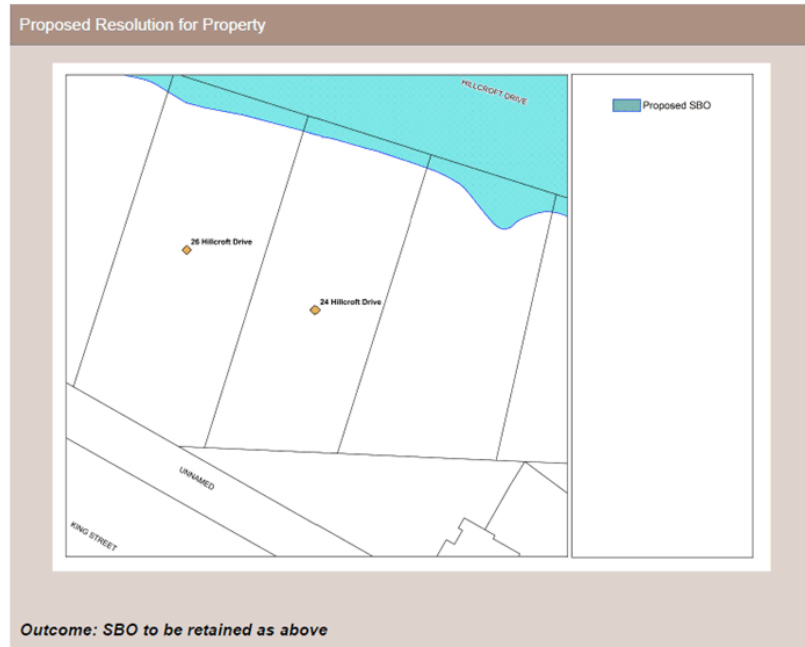 Proposed Resolution for Property
HILLCROFT DRIVE
Proposed SBO
26 Hillcroft Drive
24 Hillcroft Drive
UNNAMED
KING STREET
Outcome: SBO to be retained as above